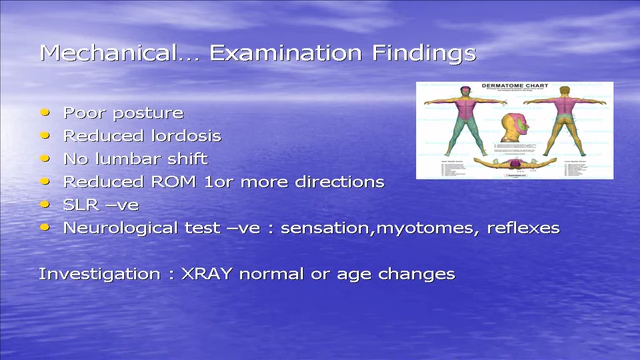 Mechanical... Examination Findings
DERMATOME CHART
Poor posture
Reduced lordosis
No lumbar shift
Reduced ROM 1or more directions
SLR –ve
Neurological test –ve : sensation,myotomes, reflexes
Investigation : XRAY normal or age changes